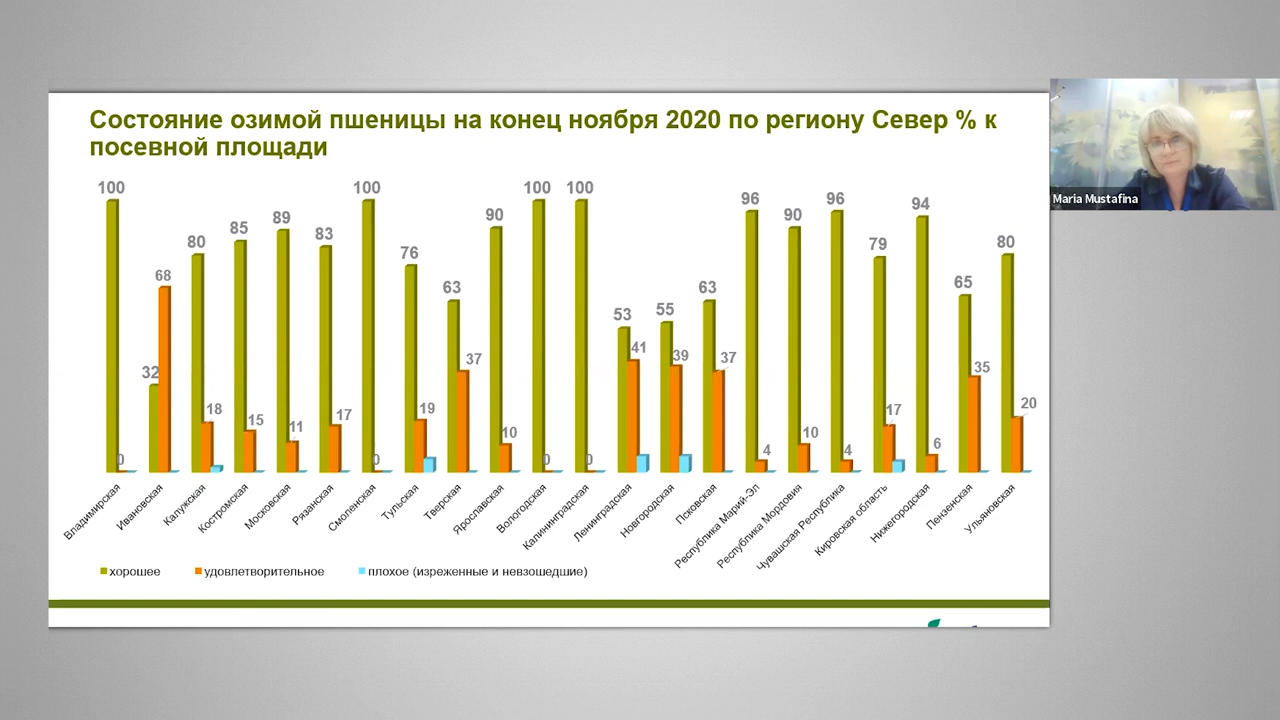 Состояние озимой пшеницы на конец ноября 2020 по региону Север % к
посевной площади
Maria Mustafina
100 0
32 68
80 18
85 15
89 11
83 17
100 0
76 19
63 37
90 10
100 0
100 0
53 41
55 39
63 37
96 4
90 10
96 4
79 17
94 6
65 35
80 20
Владимирская
Ивановская
Калужская
Костромская
Московская
Рязанская
Смоленская
Тульская
Тверская
Ярославская
Вологодская
Калининградская
Ленинградская
Новгородская
Псковская
Республика Марий-Эл
Республика Мордовия
Чувашская Республика
Кировская область
Нижегородская
Пензенская
Ульяновская
хорошее
удовлетворительное
плохое (изреженные и невзошедшие)